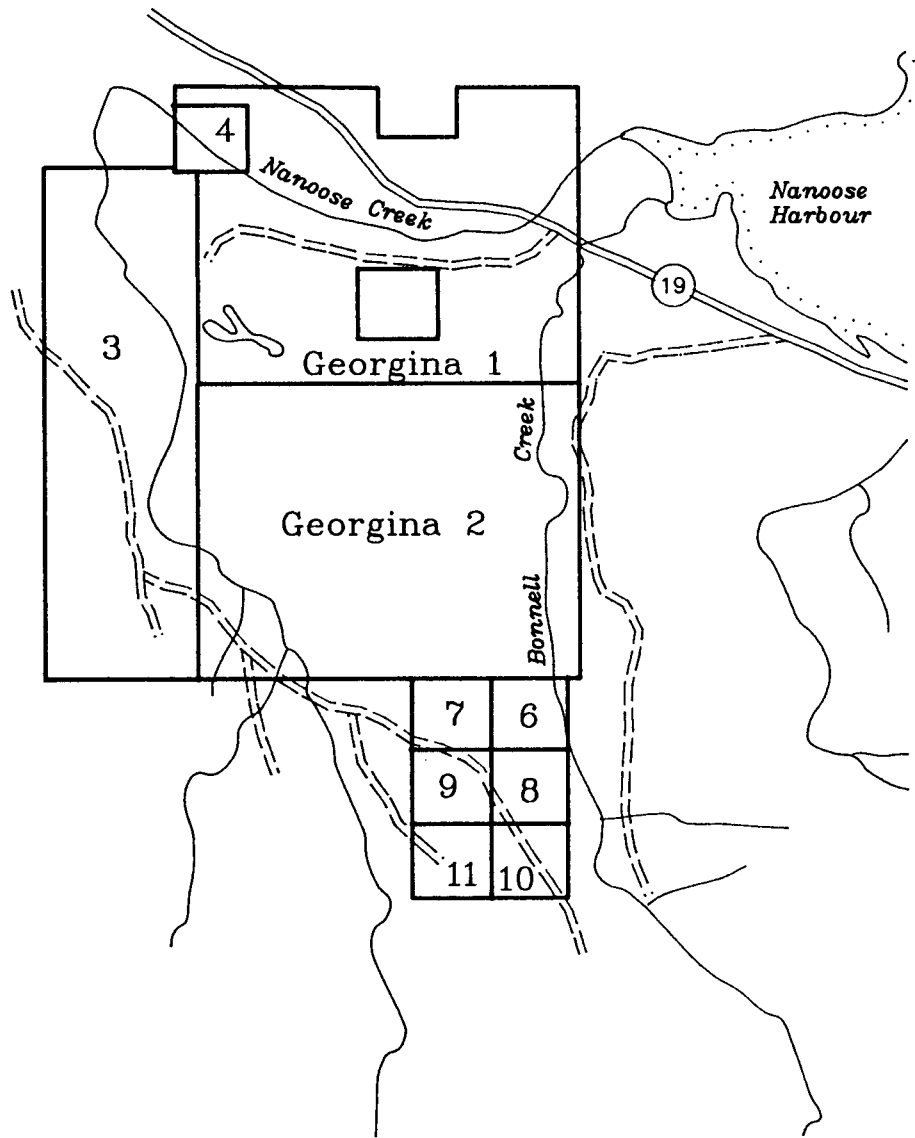 4
Nanoose Creek
Nanoose
Harbour
19
3
Georgina 1
Creek
Georgina 2
Bonnell
7
6
9
8
11
10